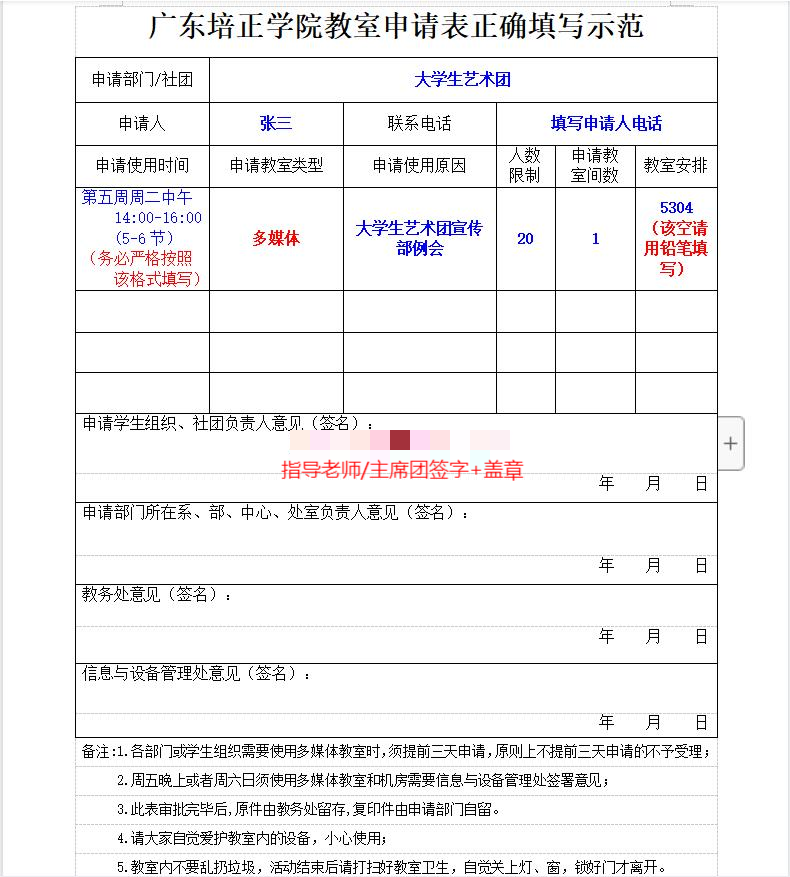 广东培正学院教室申请表正确填写示范
申请部门/社团 大学生艺术团
申请人 张三 联系电话 填写申请人电话
申请使用时间 申请教室类型 申请使用原因 人数限制 申请教室间数 教室安排
第五周周二中午
14:00-16:00
(5-6节)
(务必严格按照
该格式填写)
多媒体
大学生艺术团宣传
部例会
20
1
5304
(该空请
用铅笔填
写)
申请学生组织、社团负责人意见(签名):
指导老师/主席团签字+盖章
年 月 日
申请部门所在系、部、中心、处室负责人意见(签名):
年 月 日
教务处意见(签名):
年 月 日
信息与设备管理处意见(签名):
年 月 日
备注:1.各部门或学生组织需要使用多媒体教室时,须提前三天申请,原则上不提前三天申请的不予受理;
2.周五晚上或者周六日须使用多媒体教室和机房需要信息与设备管理处签署意见;
3.此表审批完毕后,原件由教务处留存,复印件由申请部门自留。
4.请大家自觉爱护教室内的设备,小心使用;
5.教室内不要乱扔垃圾,活动结束后请打扫好教室卫生,自觉关上灯、窗,锁好门才离开。